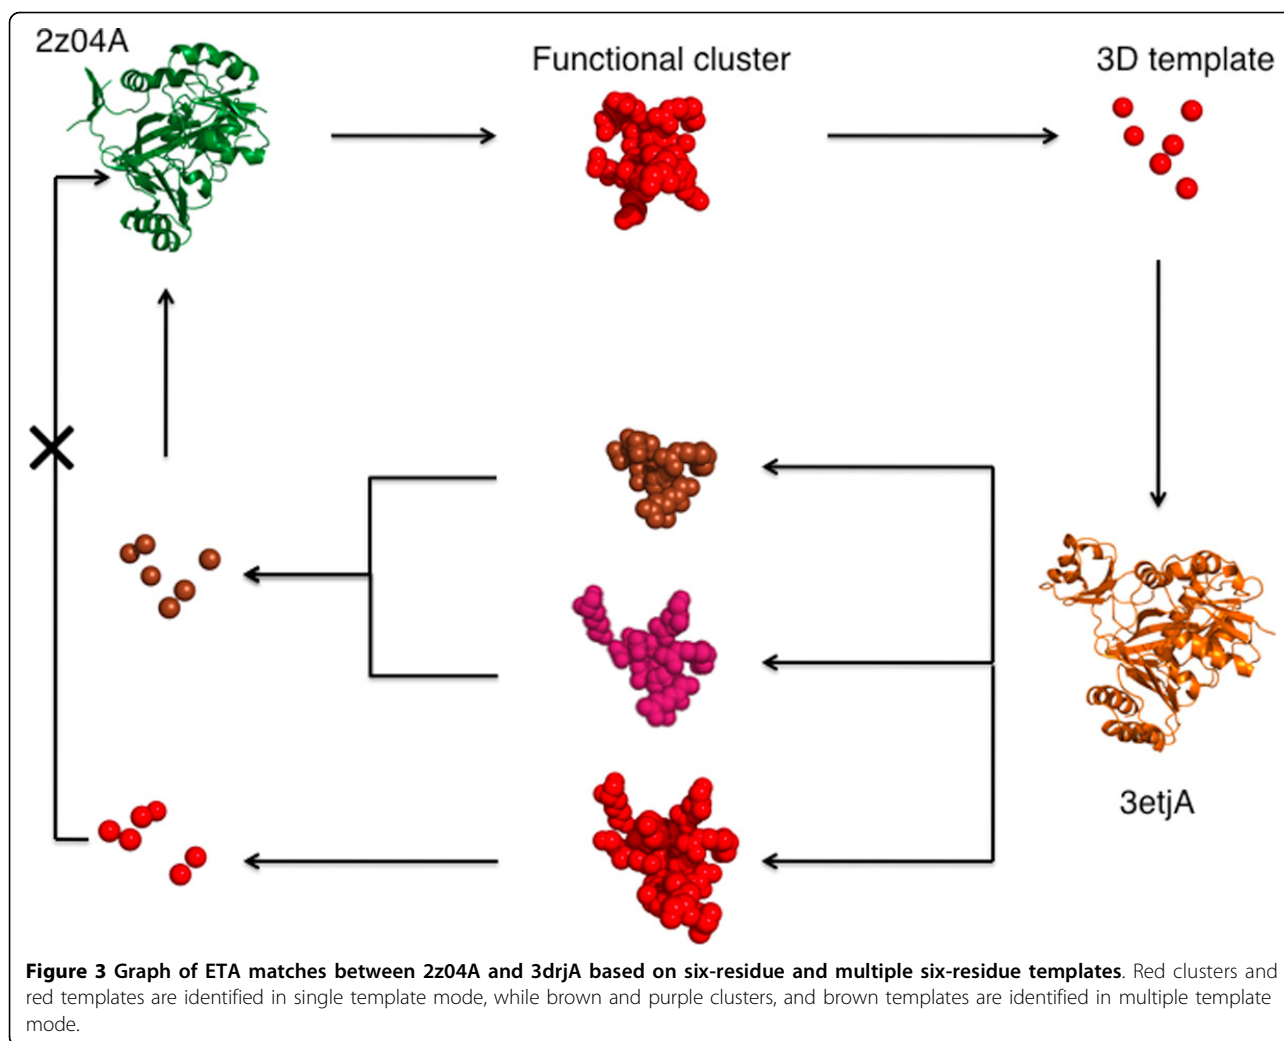 2z04A
Functional cluster
3D template
3etjA
Figure 3 Graph of ETA matches between 2z04A and 3drjA based on six-residue and multiple six-residue templates. Red clusters and
red templates are identified in single template mode, while brown and purple clusters, and brown templates are identified in multiple template
mode.